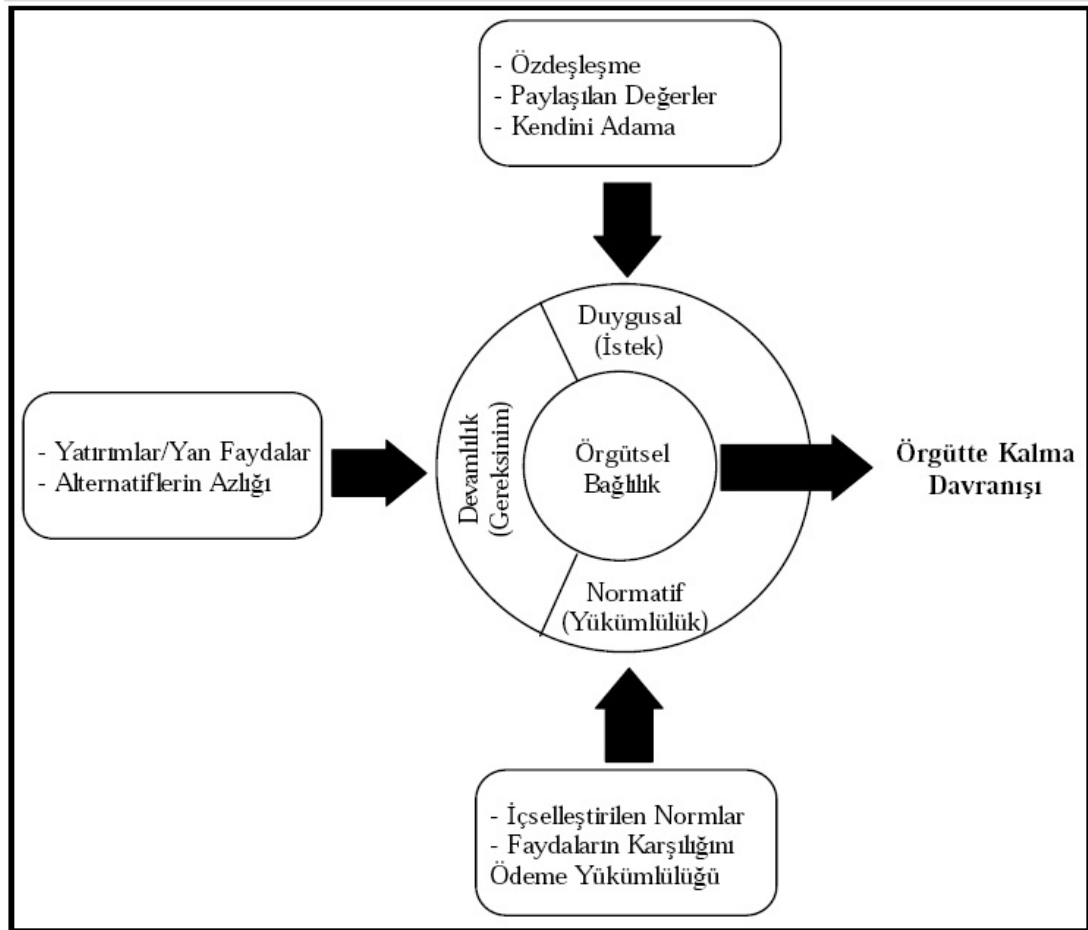 - Özdeşleşme
- Paylaşılan Değerler
- Kendini Adama
Duygusal
(İstek)
- Yatırımlar/Yan Faydalar
- Alternatiflerin Azlığı
Devamlılık
(Gereksinim)
Örgütsel
Bağlılık
Örgütte Kalma
Davranışı
Normatif
(Yükümlülük)
- İçselleştirilen Normlar
- Faydaların Karşılığını
Ödeme Yükümlülüğü